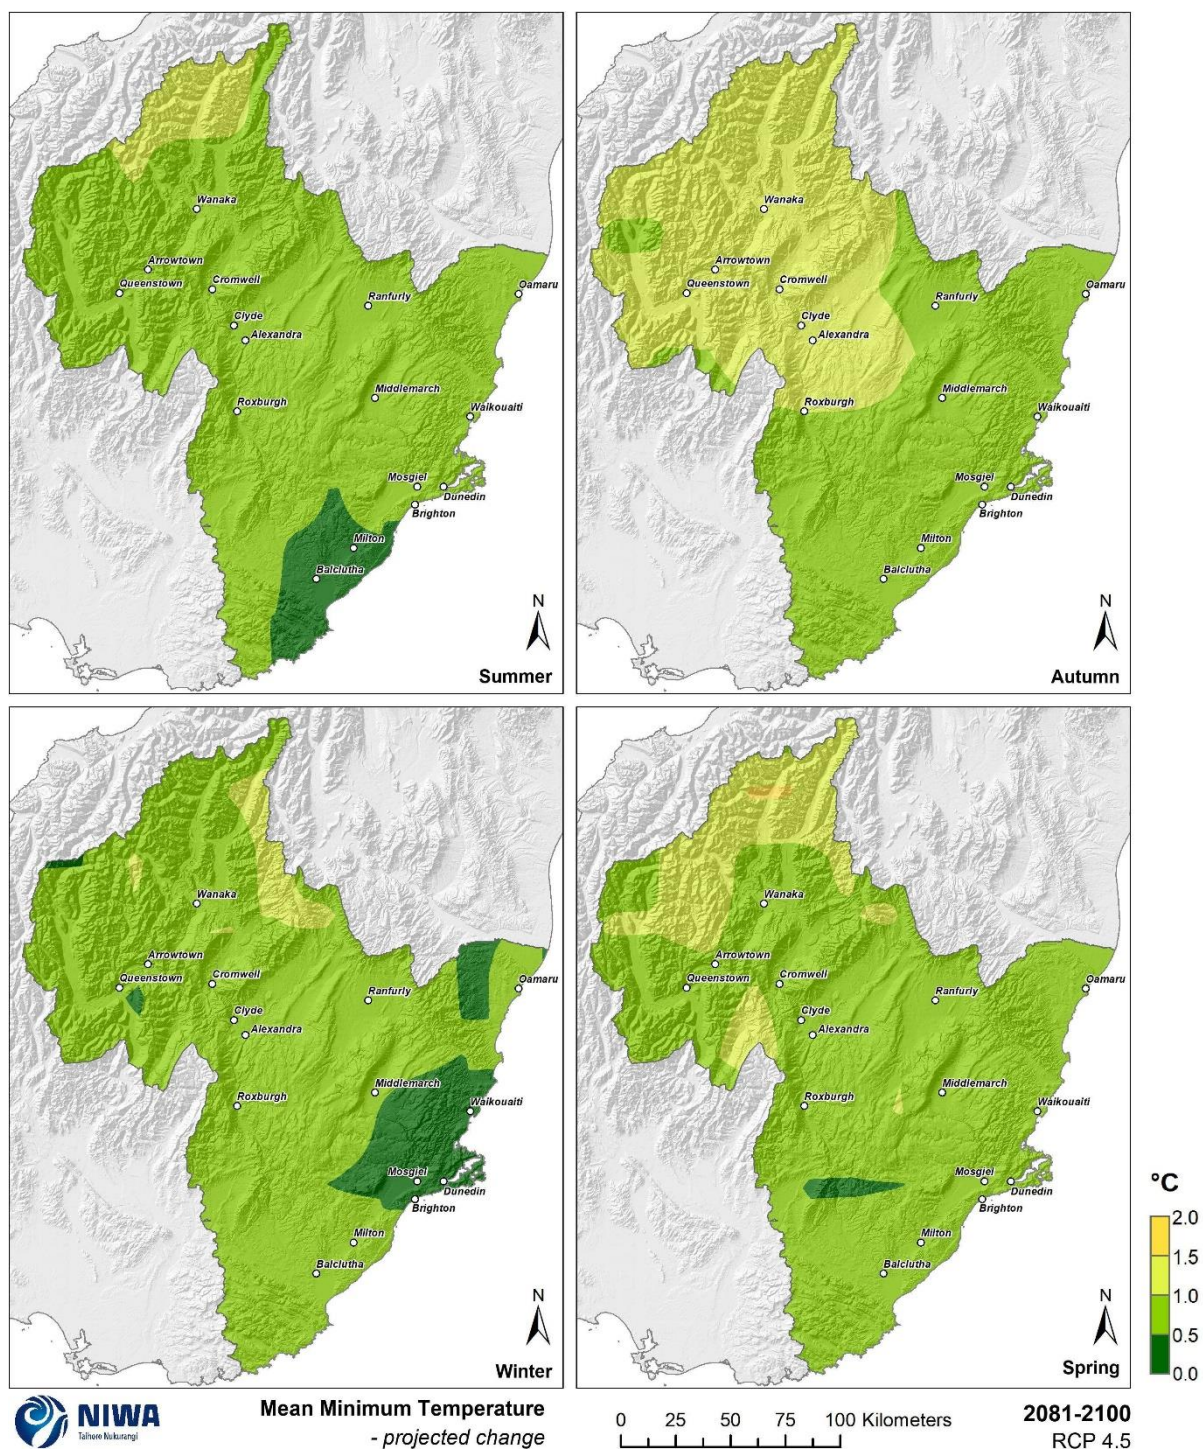 Wanaka
Arrowtown
Queenstown
Cromwell
Clyde
Alexandra
Ranfurly
Oamaru
Middlemarch
Roxburgh
Waikouaiti
Mosgiel
Dunedin
Brighton
Milton
Balclutha
N
Summer
Wanaka
Arrowtown
Queenstown
Cromwell
Clyde
Alexandra
Ranfurly
Oamaru
Middlemarch
Roxburgh
Waikouaiti
Mosgiel
Dunedin
Brighton
Milton
Balclutha
N
Autumn
Wanaka
Arrowtown
Queenstown
Cromwell
Clyde
Alexandra
Ranfurly
Oamaru
Middlemarch
Roxburgh
Waikouaiti
Mosgiel
Dunedin
Brighton
Milton
Balclutha
N
Winter
Wanaka
Arrowtown
Queenstown
Cromwell
Clyde
Alexandra
Ranfurly
Oamaru
Middlemarch
Roxburgh
Waikouaiti
Mosgiel
Dunedin
Brighton
Milton
Balclutha
N
Spring
°C
2.0
1.5
1.0
0.5
0.0
NIWA
Taihoro Nukurangi
Mean Minimum Temperature
- projected change
0 25 50 75 100 Kilometers
2081-2100
RCP 4.5